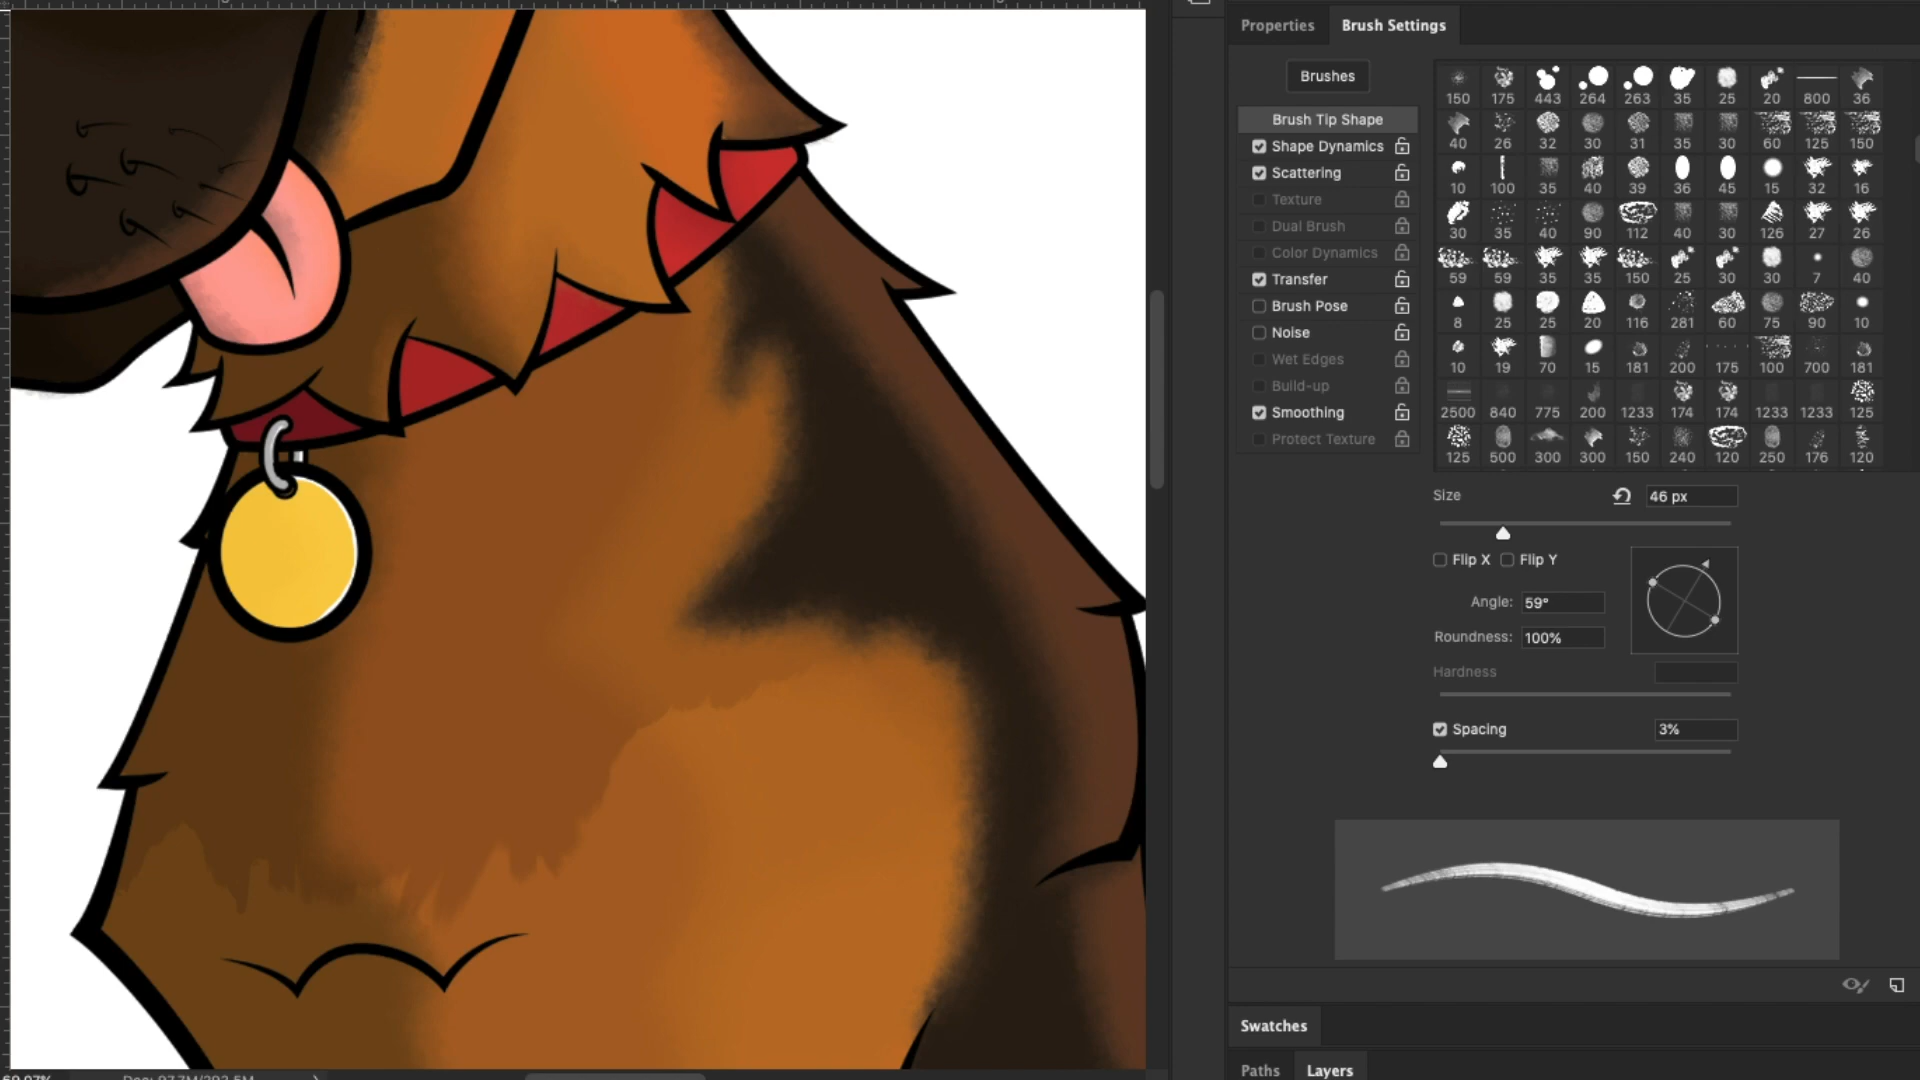 Properties Brush Settings
Brushes
Brush Tip Shape
Shape Dynamics
Scattering
Texture
Dual Brush
Color Dynamics
Transfer
Brush Pose
Noise
Wet Edges
Build-up
Smoothing
Protect Texture
150 175 443 264 263 35 25 20 800 36
40 26 32 30 31 35 30 60 125 150
10 100 35 40 39 36 45 15 32 16
30 35 40 90 112 40 30 126 27 26
59 59 35 35 150 25 30 30 7 40
8 25 25 20 116 281 60 75 90 10
10 19 70 15 181 200 175 100 700 181
2500 840 775 200 1233 174 174 1233 1233 125
125 500 300 300 150 240 120 250 176 120
Size 46 px
Flip X Flip Y
Angle: 59°
Roundness: 100%
Hardness
Spacing 3%
Swatches
Paths Layers